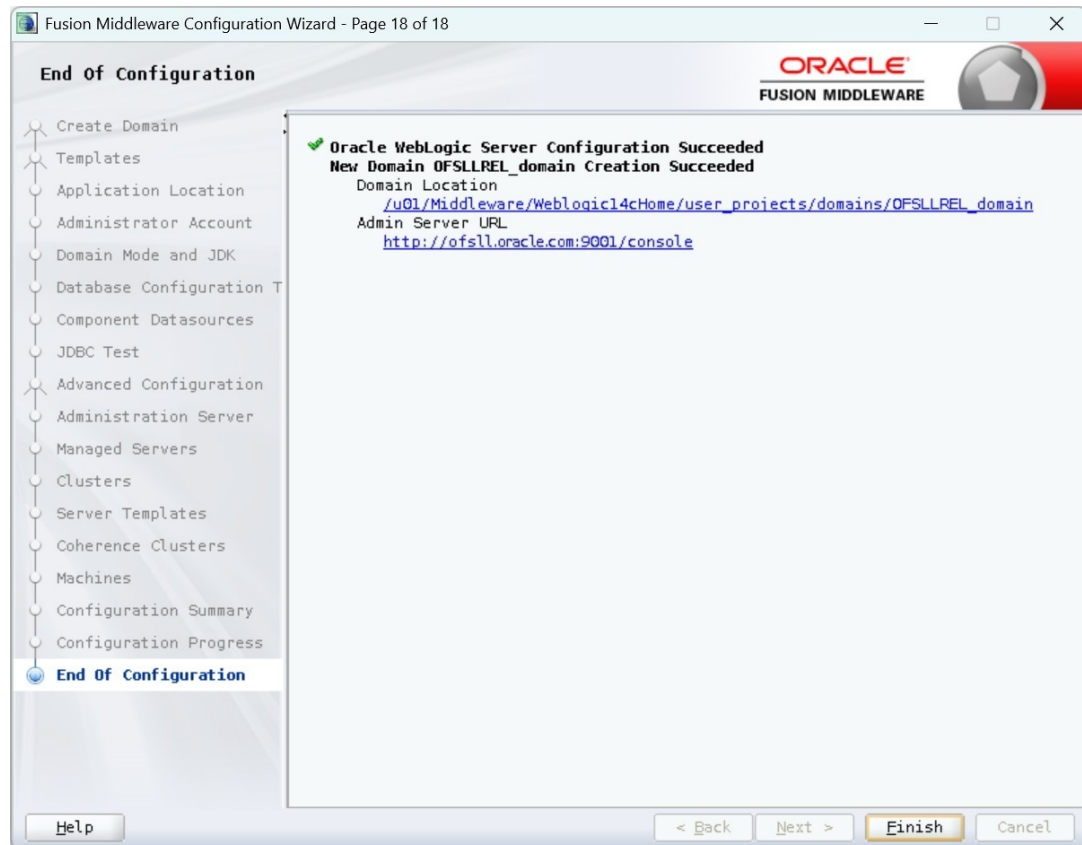 Fusion Middleware Configuration Wizard - Page 18 of 18
End Of Configuration
ORACLE
FUSION MIDDLEWARE
Create Domain
Templates
Application Location
Administrator Account
Domain Mode and JDK
Database Configuration T
Component Datasources
JDBC Test
Advanced Configuration
Administration Server
Managed Servers
Clusters
Server Templates
Coherence Clusters
Machines
Configuration Summary
Configuration Progress
End Of Configuration
Oracle WebLogic Server Configuration Succeeded
New Domain OFSLLREL_domain Creation Succeeded
Domain Location
/u01/Middleware/Weblogic14cHome/user_projects/domains/OFSLLREL_domain
Admin Server URL
http://ofsll.oracle.com:9001/console
Help
< Back
Next >
Finish
Cancel